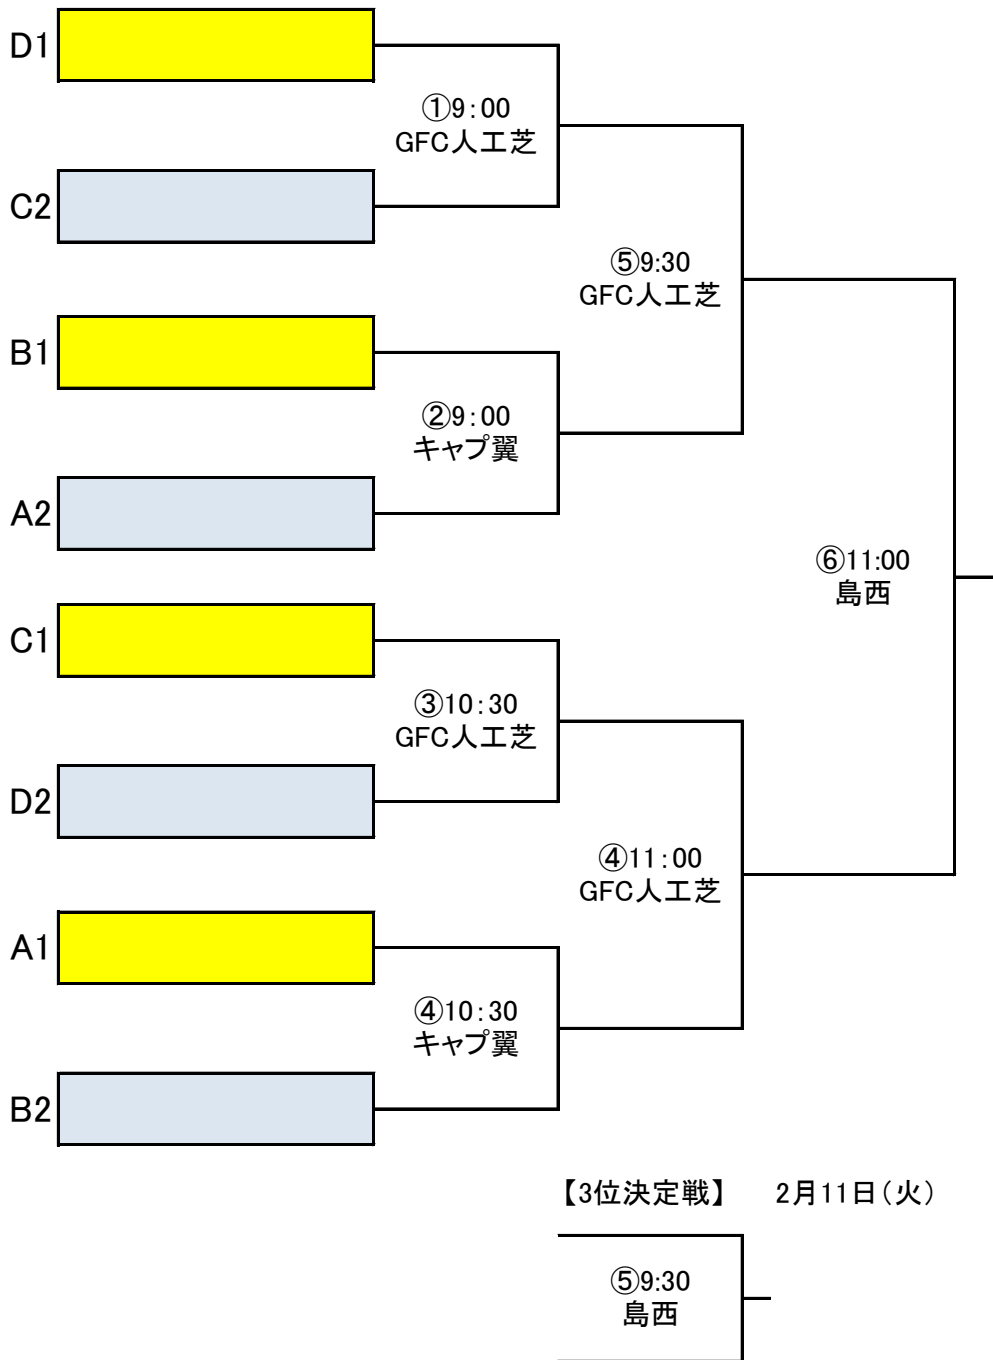 D1
①9:00
GFC人工芝
C2
⑤9:30
GFC人工芝
B1
②9:00
キャプ翼
A2
⑥11:00
島西
C1
③10:30
GFC人工芝
D2
④11:00
GFC人工芝
A1
④10:30
キャプ翼
B2
【3位決定戦】 2月11日(火)
⑤9:30
島西